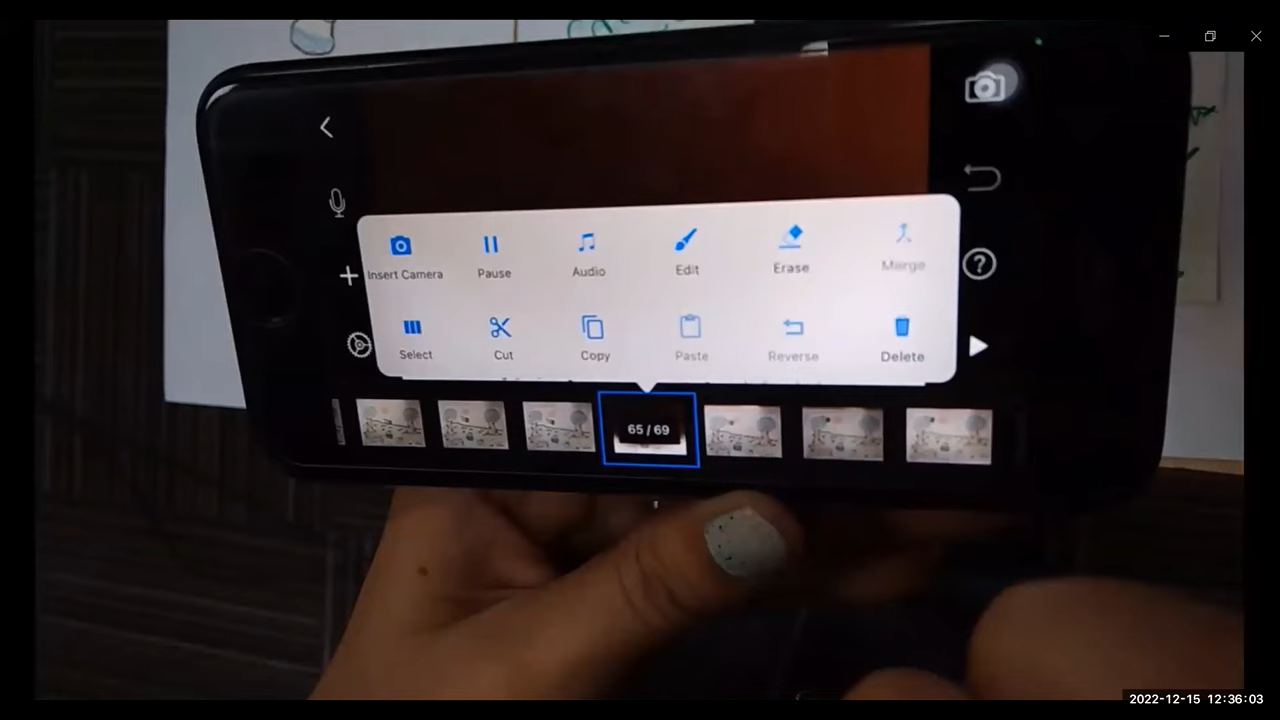 Insert Camera Pause Audio Edit Erase Merge
Select Cut Copy Paste Reverse Delete
65 / 69
2022-12-15 12:36:03